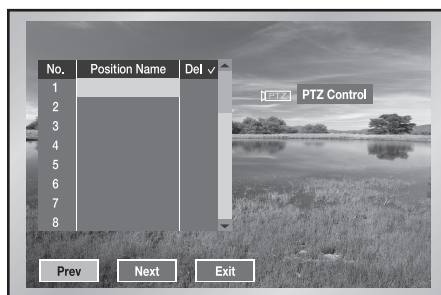 No. Position Name Del ✓
1
2
3
4
5
6
7
8
PTZ
PTZ Control
Prev Next Exit